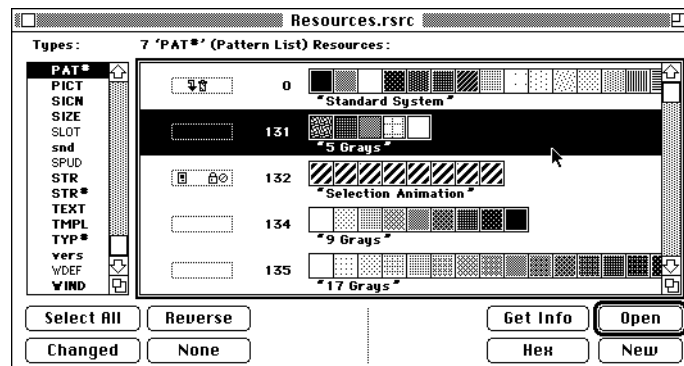 Resources.rsrc
Types:
7 ‘PAT#’ (Pattern List) Resources:
PAT#
PICT
SICN
SIZE
SLOT
snd
SPUD
STR
STR#
TEXT
TMPL
TYP#
vers
WDEF
WIND
0
"Standard System"
131
"5 Grays"
132
"Selection Animation"
134
"9 Grays"
135
"17 Grays"
Select All
Reverse
Get Info
Open
Changed
None
Hex
New